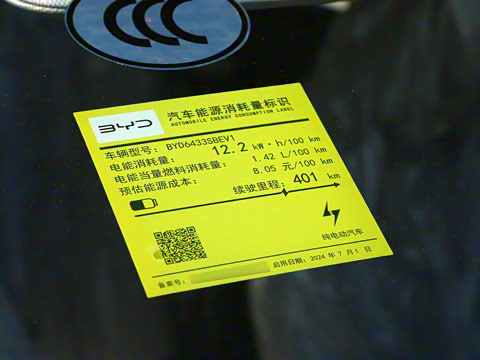 CCC
BYD
汽车能源消耗量标识
AUTOMOBILE ENERGY CONSUMPTION LABEL
车辆型号： BYD6433SBEV1
电能消耗量： 12.2 kW·h/100 km
电能当量燃料消耗量： 1.42 L/100 km
预估能源成本： 8.05 元/100 km
续驶里程： 401 km
纯电动汽车
备案号：
启用日期：2024 年 7 月 1 日